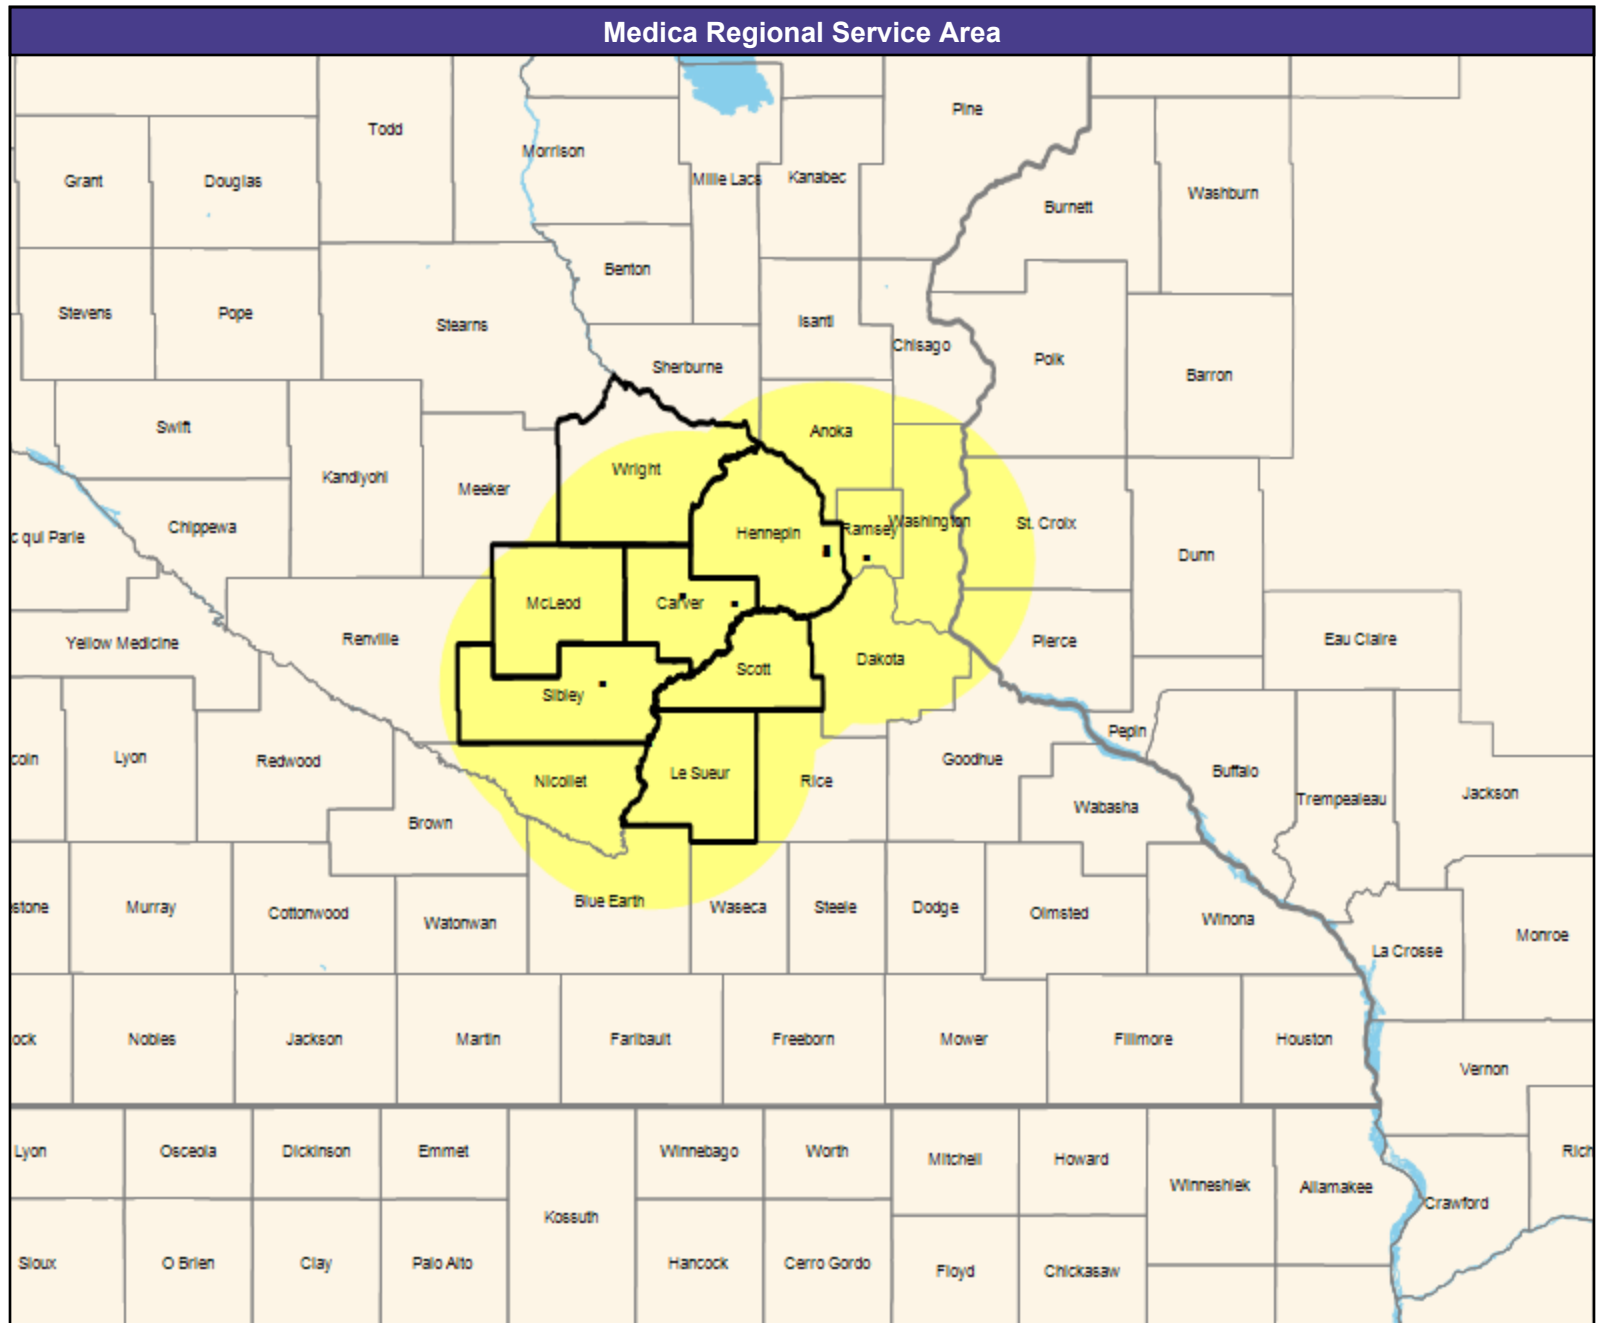 Medica Regional Service Area
Pine
Todd
Morrison
Mille Lacs
Kanabec
Grant
Douglas
Washburn
Burnett
Benton
Stevens
Pope
Stearns
Isanti
Chisago
Polk
Barron
Sherburne
Swift
Anoka
Wright
Kandiyohi
Meeker
Chippewa
Hennepin
Ramsey
Washington
St. Croix
c qui Parle
Dunn
McLeod
Carver
Yellow Medicine
Renville
Pierce
Eau Claire
Scott
Dakota
Sibley
coln
Lyon
Redwood
Nicollet
Le Sueur
Rice
Goodhue
Pepin
Buffalo
Trempealeau
Jackson
Wabasha
Brown
stone
Murray
Cottonwood
Watonwan
Blue Earth
Waseca
Steele
Dodge
Olmsted
Winona
La Crosse
Monroe
ock
Nobles
Jackson
Martin
Faribault
Freeborn
Mower
Fillmore
Houston
Vernon
Lyon
Osceola
Dickinson
Emmet
Winnebago
Worth
Mitchell
Howard
Winneshiek
Allamakee
Crawford
Rich
Kossuth
Sioux
O Brien
Clay
Palo Alto
Hancock
Cerro Gordo
Floyd
Chickasaw